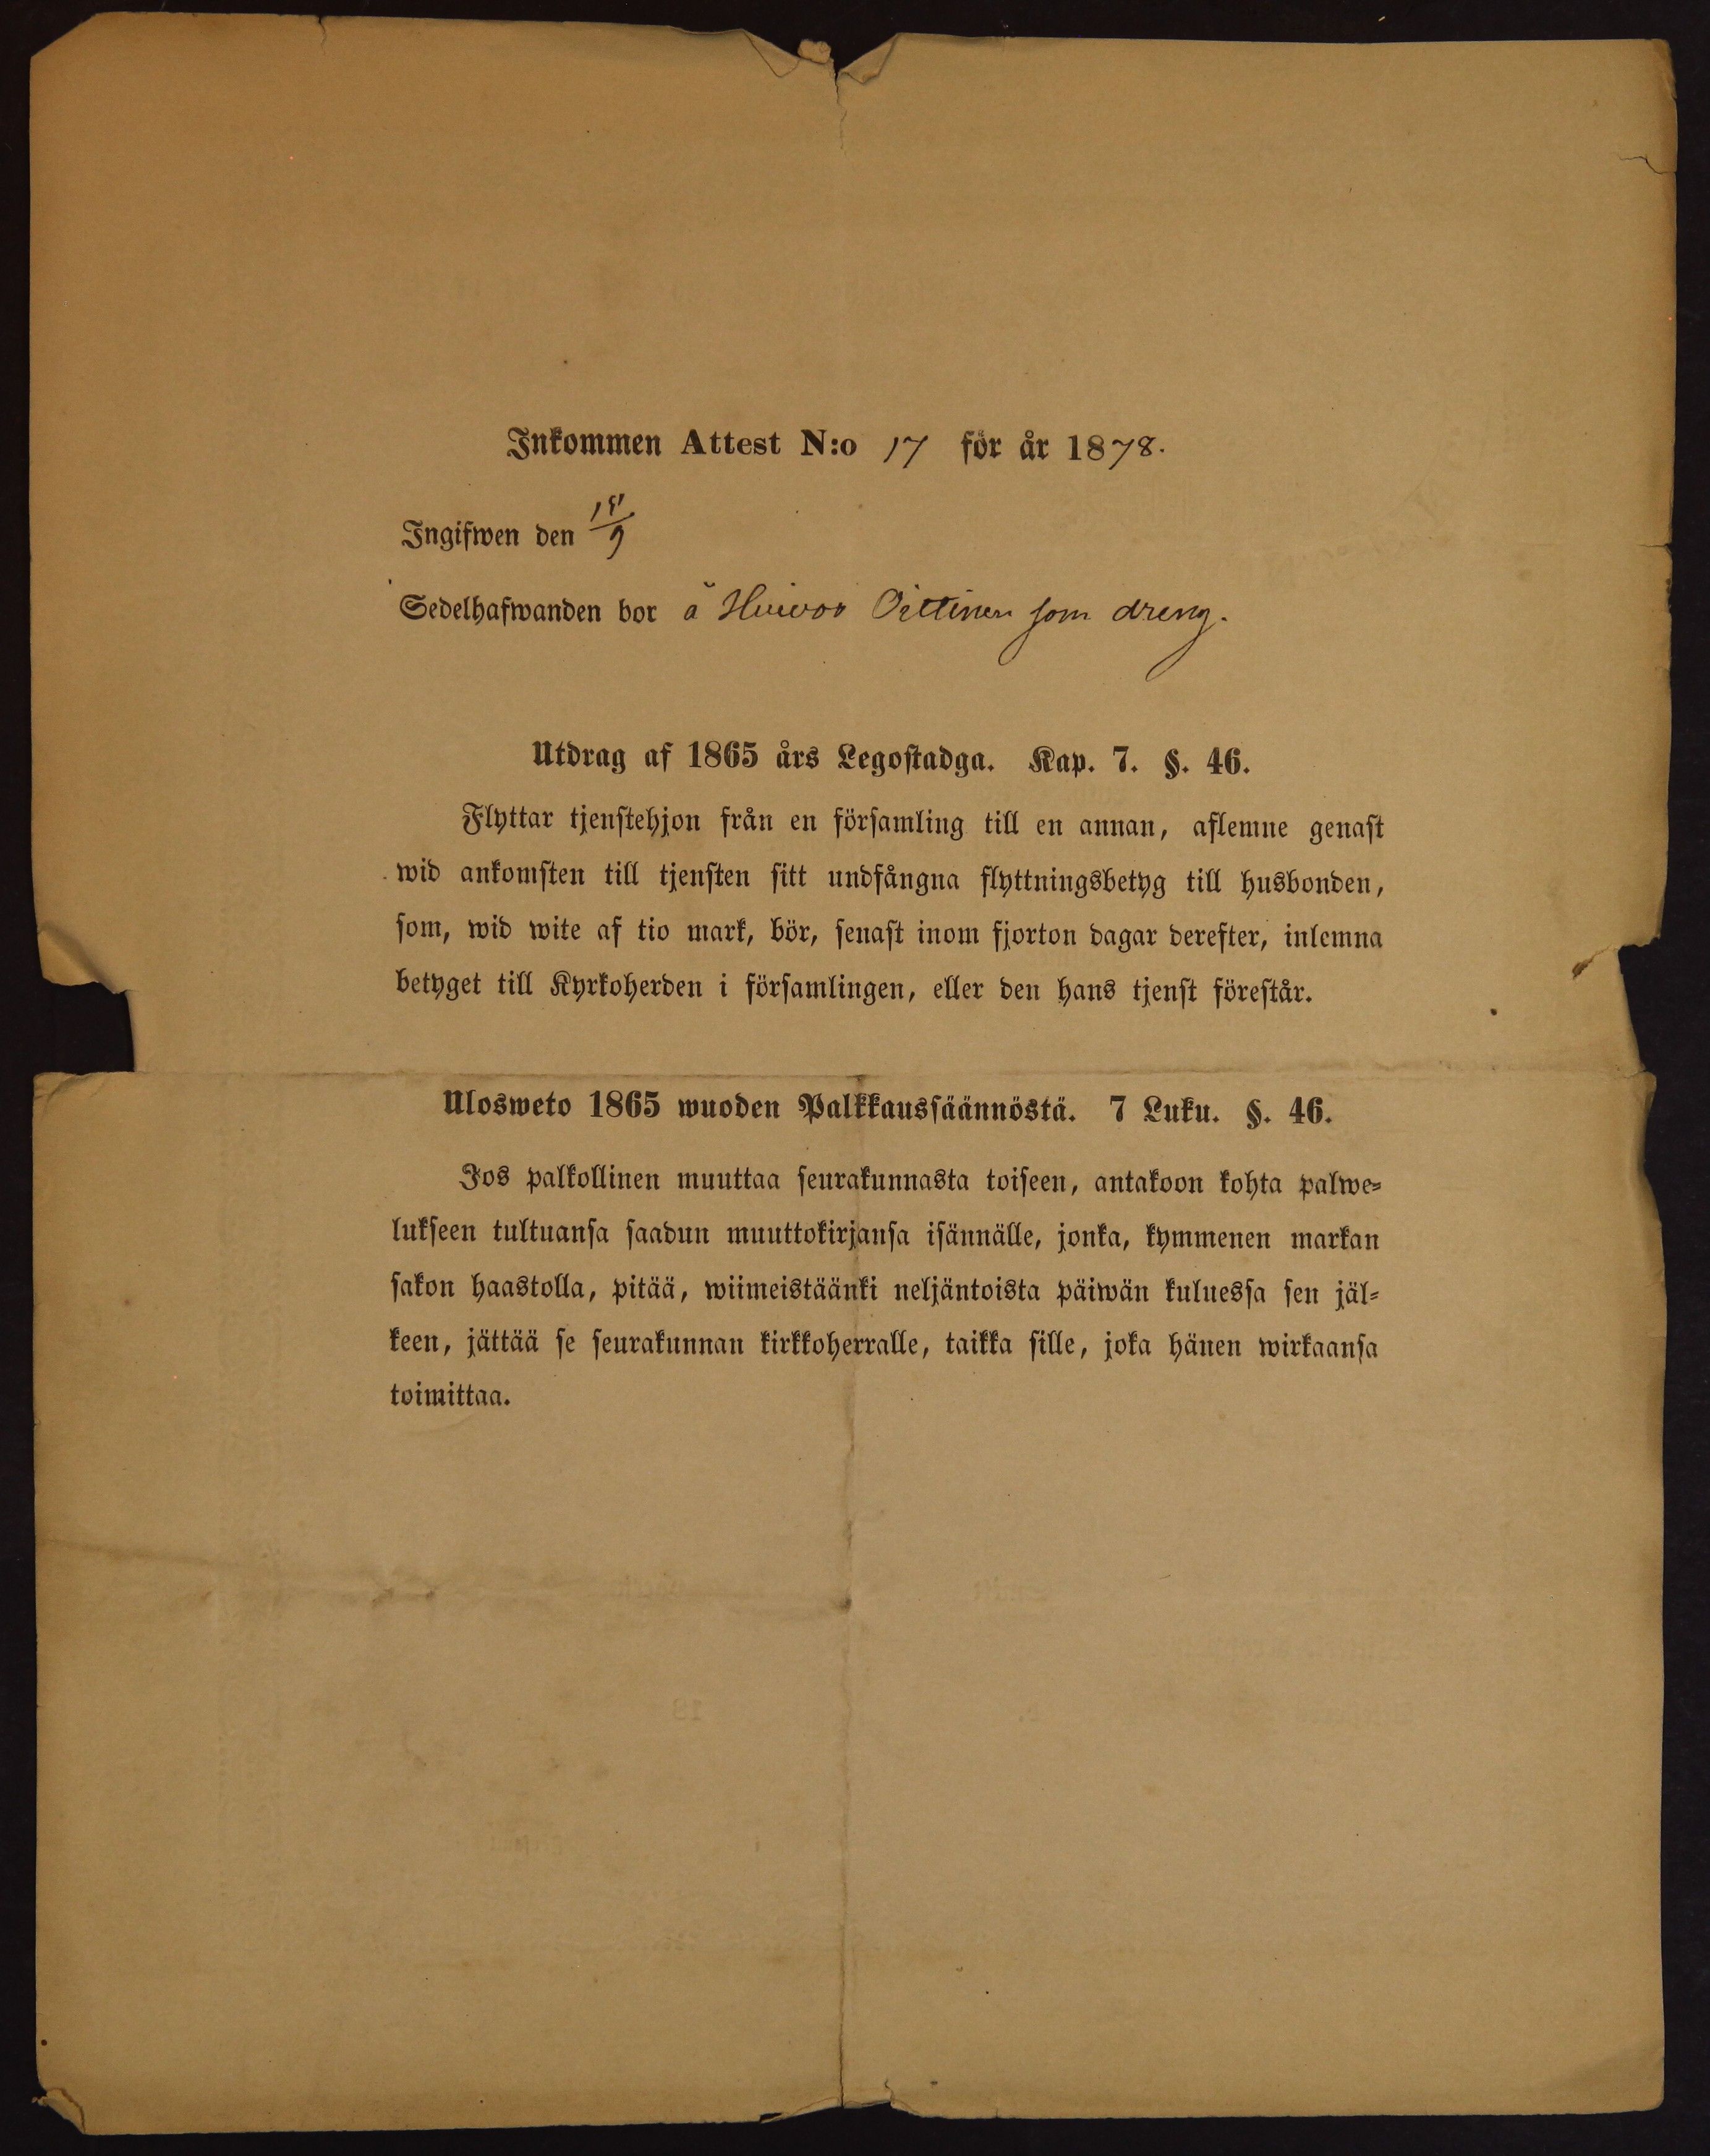 Inkommen Attest N:o 17 för år 1878.
Ingifwen den /9
Sedelhafwanden bor å Oittinen som dreng.
Utdrag af 1865 års Legostadga. Kap. 7. §. 46.
Flyttar tjenstehjon från en församling till en annan, aflemne genast
wid ankomsten till tjensten sitt undfångna flyttningsbetyg till husbonden,
som, wid wite af tio mark, bör, senast inom fjorton dagar derefter, inlemna
betyget till Kyrkoherden i församlingen, eller den hans tjenst förestår.
Ulosweto 1865 wuoden Palkkaussäännöstä. 7 Luku. §. 46.
Jos palkollinen muuttaa seurakunnasta toiseen, antakoon kohta palwe-
lukseen tultuansa saadun muuttokirjansa isännälle, jonka, kymmenen markan
sakon haastolla, pitää, wiimeistäänki neljäntoista päiwän kuluessa sen jäl-
keen, jättää se seurakunnan kirkkoherralle, taikka sille, joka hänen wirkaansa
toimittaa.